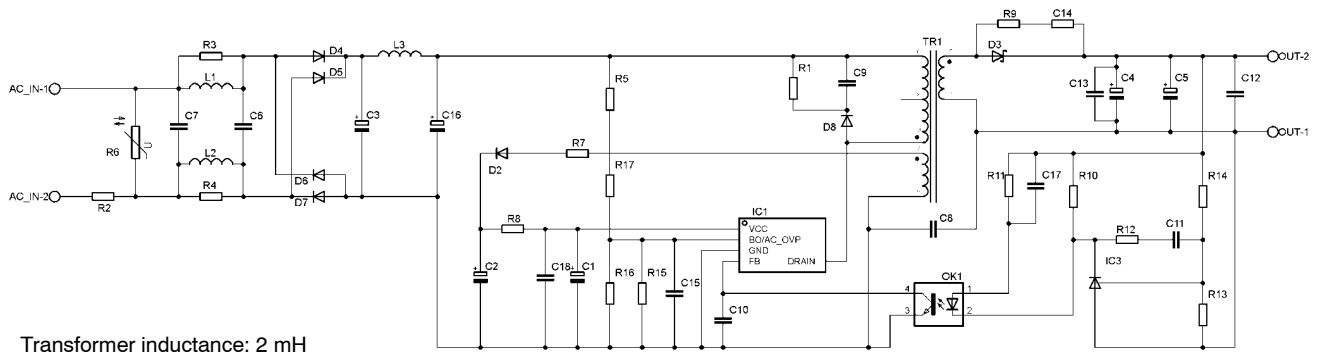 R9
C14
R3
D4
L3
TR1
D3
OUT-2
L1
D5
R5
R1
C9
C13
C4
C5
C12
AC_IN-1
C7
C6
C3
C16
D8
OUT-1
R6
U
L2
D2
R7
R17
R11
C17
R10
R14
AC_IN-2
R2
R4
D6
D7
R8
IC1
C6
R12
C11
VCC
BO/AC_OVP
GND
FB
DRAIN
C2
C18
C1
R16
R15
C15
IC3
C10
OK1
4
3
1
2
R13
Transformer inductance: 2 mH